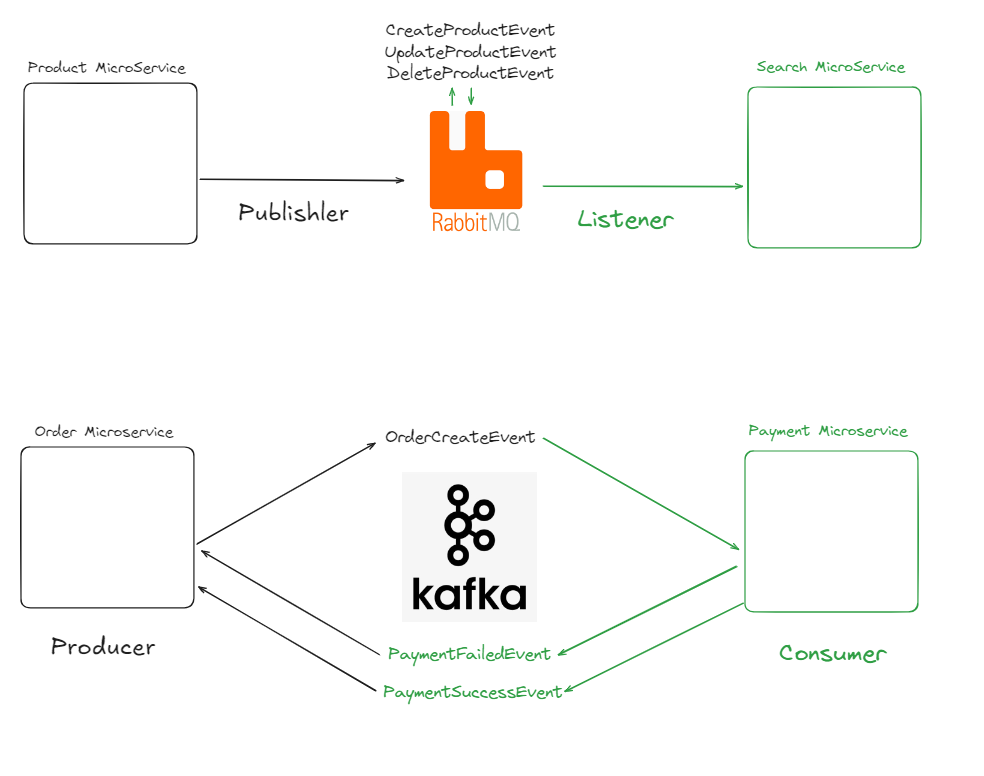 CreateProductEvent
UpdateProductEvent
DeleteProductEvent
Product MicroService
Search MicroService
Publishler
RabbitMQ
Listener
Order Microservice
OrderCreateEvent
Payment Microservice
kafka
Producer
PaymentFailedEvent
Consumer
PaymentSuccessEvent